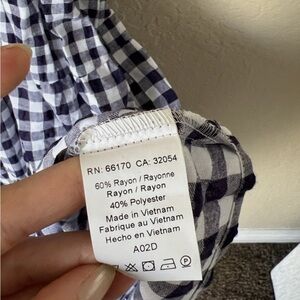 RN: 66170 CA: 32054
60% Rayon / Rayonne
Rayon / Rayon
40% Polyester
Made in Vietnam
Fabriqué au Vietnam
Hecho en Vietnam
A02D